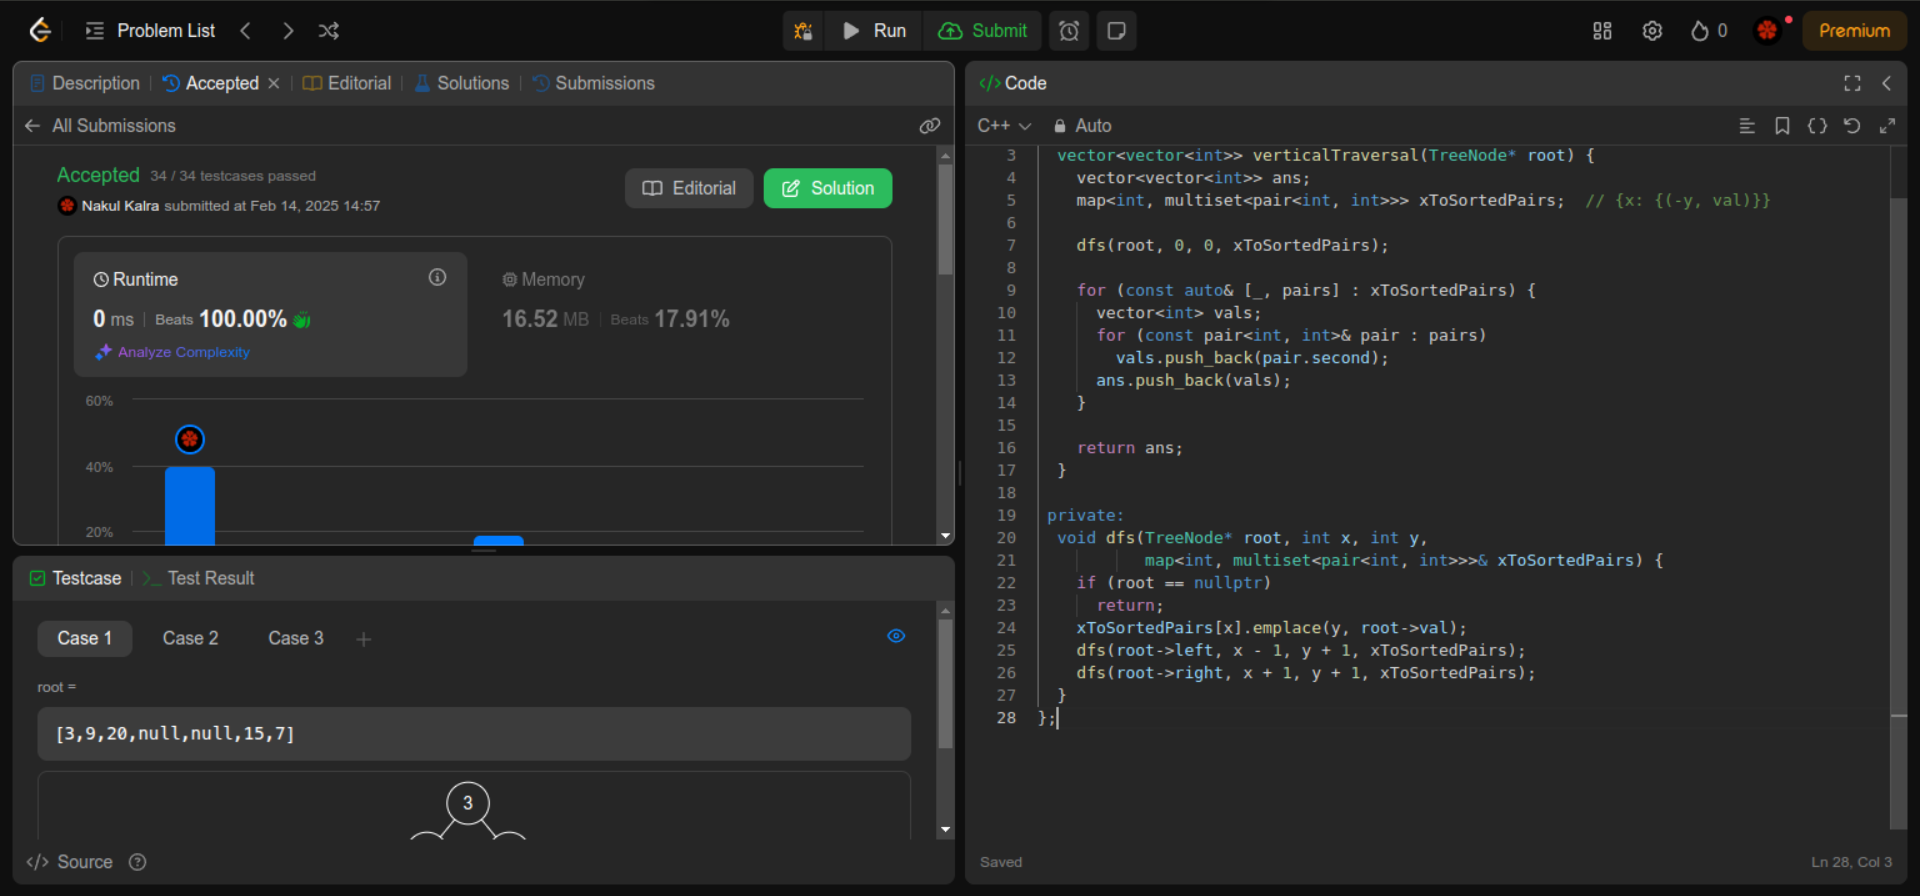 Problem List
Run
Submit
0
Premium
Description
Accepted
Editorial
Solutions
Submissions
All Submissions
Accepted 34 / 34 testcases passed
Nakul Kalra submitted at Feb 14, 2025 14:57
Editorial
Solution
Runtime
0 ms | Beats 100.00%
Analyze Complexity
Memory
16.52 MB | Beats 17.91%
60%
40%
20%
Testcase
Test Result
Case 1
Case 2
Case 3
root =
[3,9,20,null,null,15,7]
3
</> Source
</> Code
C++
Auto
3 vector<vector<int>> verticalTraversal(TreeNode* root) {
4 vector<vector<int>> ans;
5 map<int, multiset<pair<int, int>>> xToSortedPairs;  // {x: {(-y, val)}}
6
7 dfs(root, 0, 0, xToSortedPairs);
8
9 for (const auto& [_, pairs] : xToSortedPairs) {
10 vector<int> vals;
11 for (const pair<int, int>& pair : pairs)
12 vals.push_back(pair.second);
13 ans.push_back(vals);
14 }
15
16 return ans;
17 }
18
19 private:
20 void dfs(TreeNode* root, int x, int y,
21 map<int, multiset<pair<int, int>>>& xToSortedPairs) {
22 if (root == nullptr)
23 return;
24 xToSortedPairs[x].emplace(y, root->val);
25 dfs(root->left, x - 1, y + 1, xToSortedPairs);
26 dfs(root->right, x + 1, y + 1, xToSortedPairs);
27 }
28 };
Saved
Ln 28, Col 3